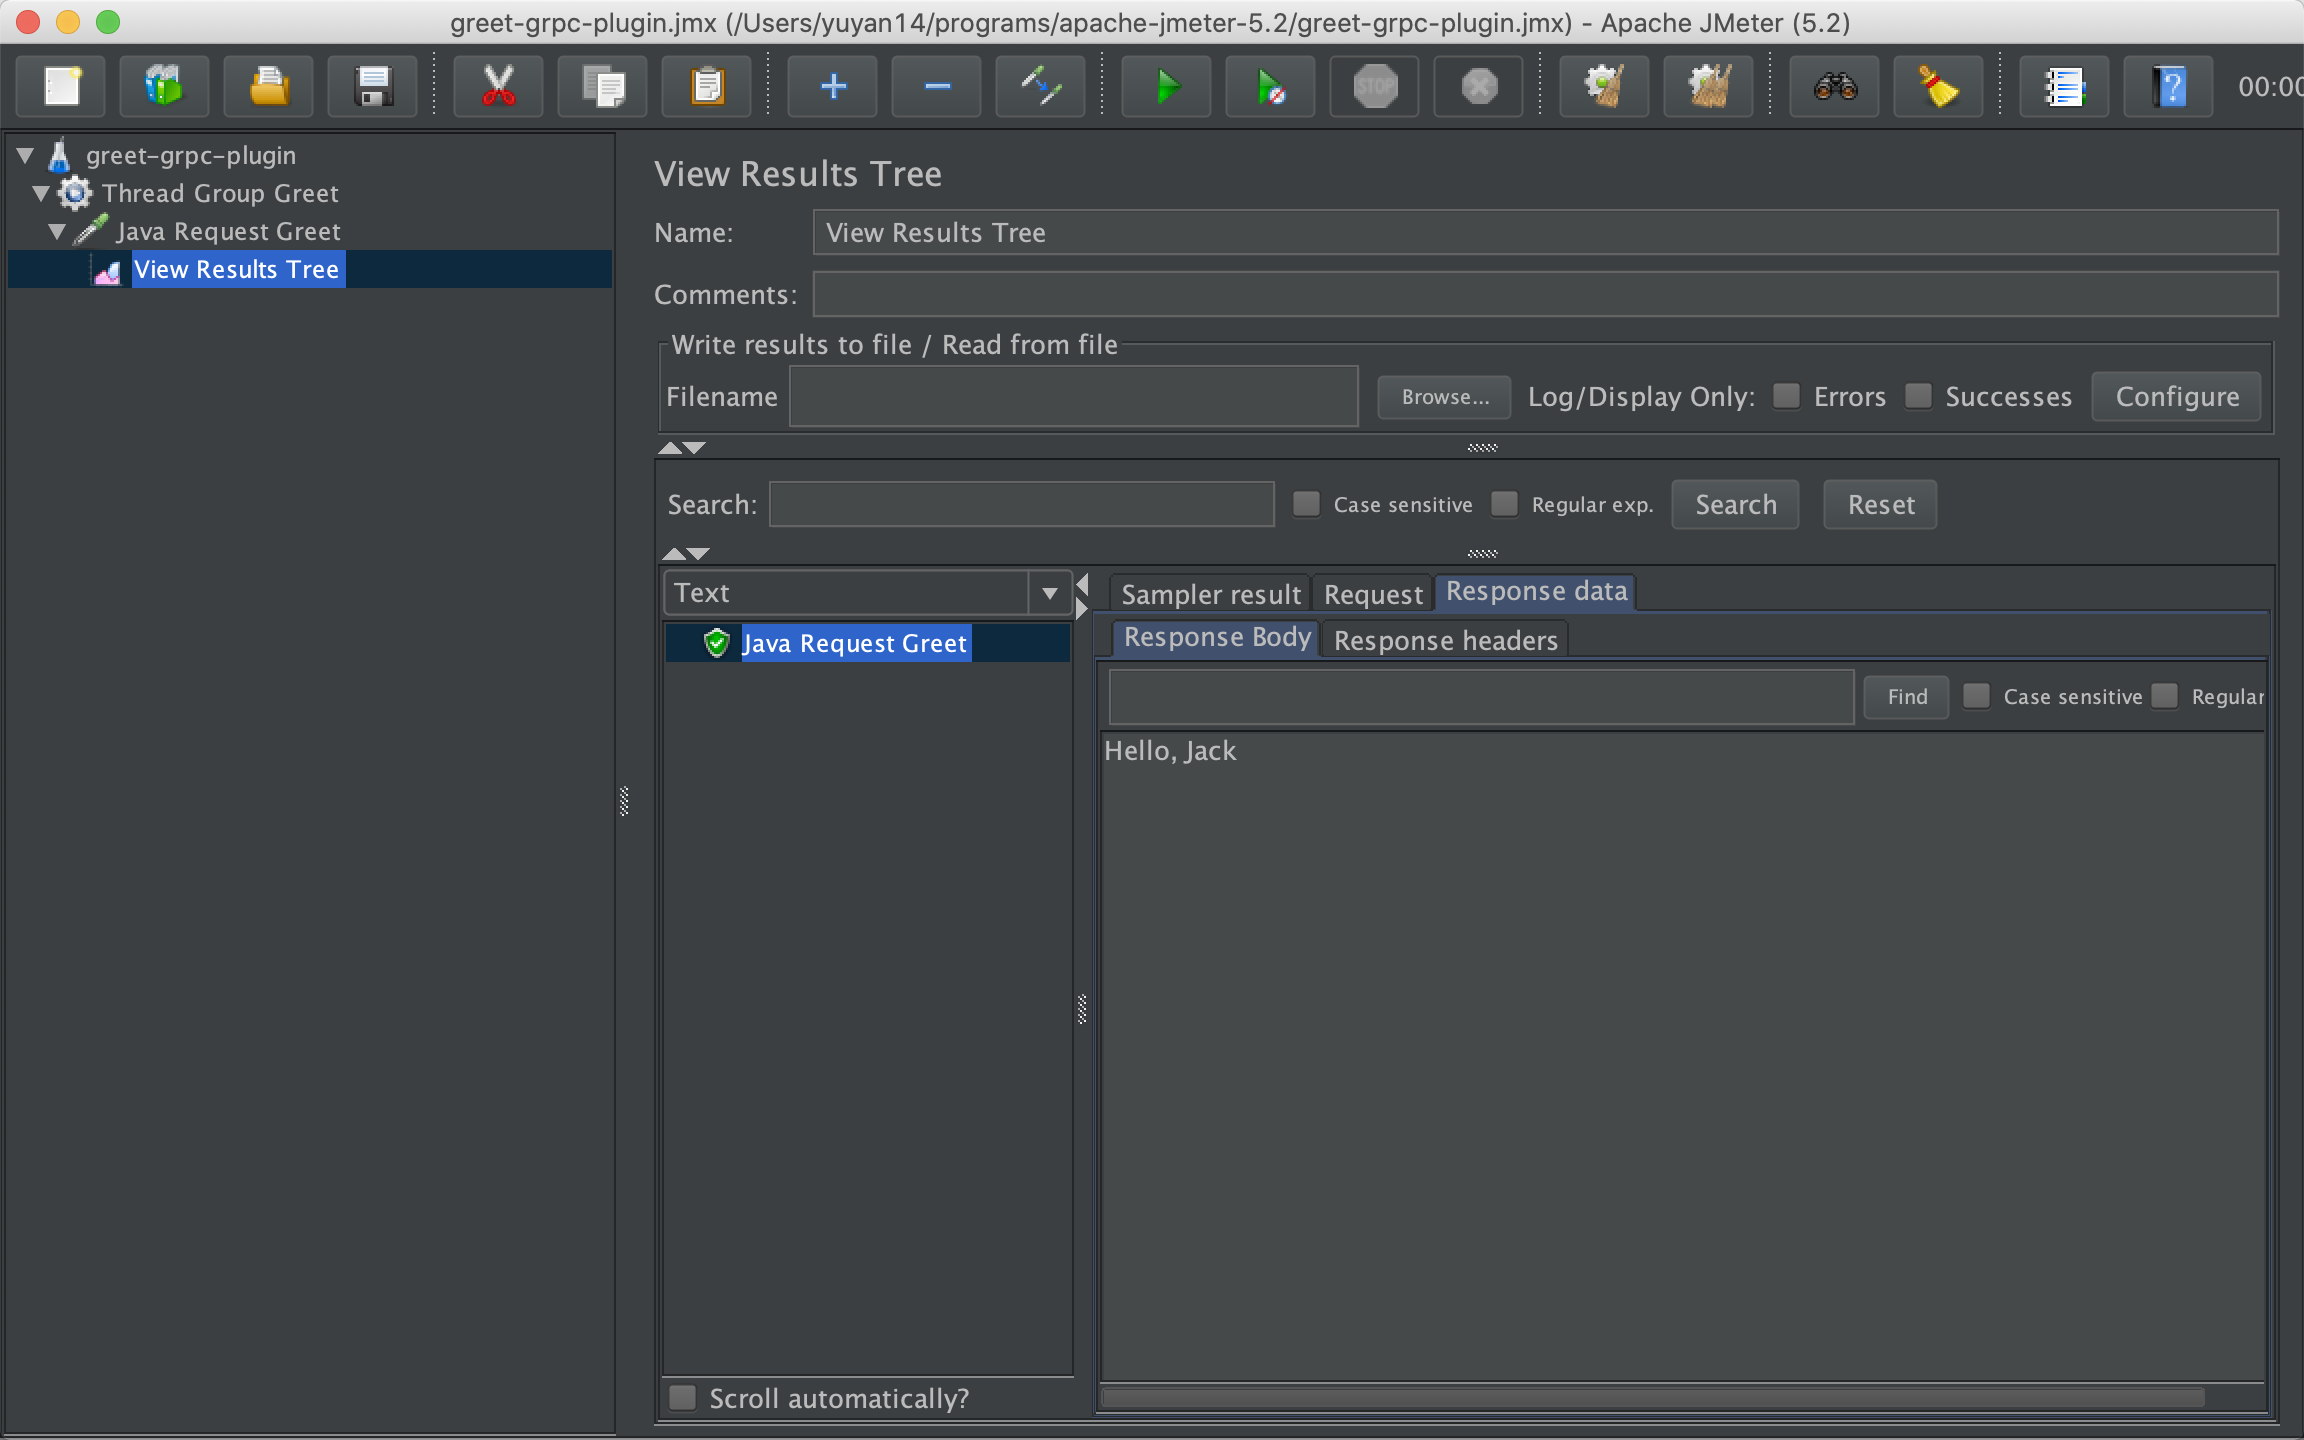 greet-grpc-plugin.jmx (/Users/yuyan14/programs/apache-jmeter-5.2/greet-grpc-plugin.jmx) - Apache JMeter (5.2)
STOP
?
00:00
greet-grpc-plugin
Thread Group Greet
Java Request Greet
View Results Tree
View Results Tree
Name: View Results Tree
Comments:
Write results to file / Read from file
Filename Browse... Log/Display Only: Errors Successes Configure
Search: Case sensitive Regular exp. Search Reset
Text
Java Request Greet
Scroll automatically?
Sampler result Request Response data
Response Body Response headers
Find Case sensitive Regular
Hello, Jack